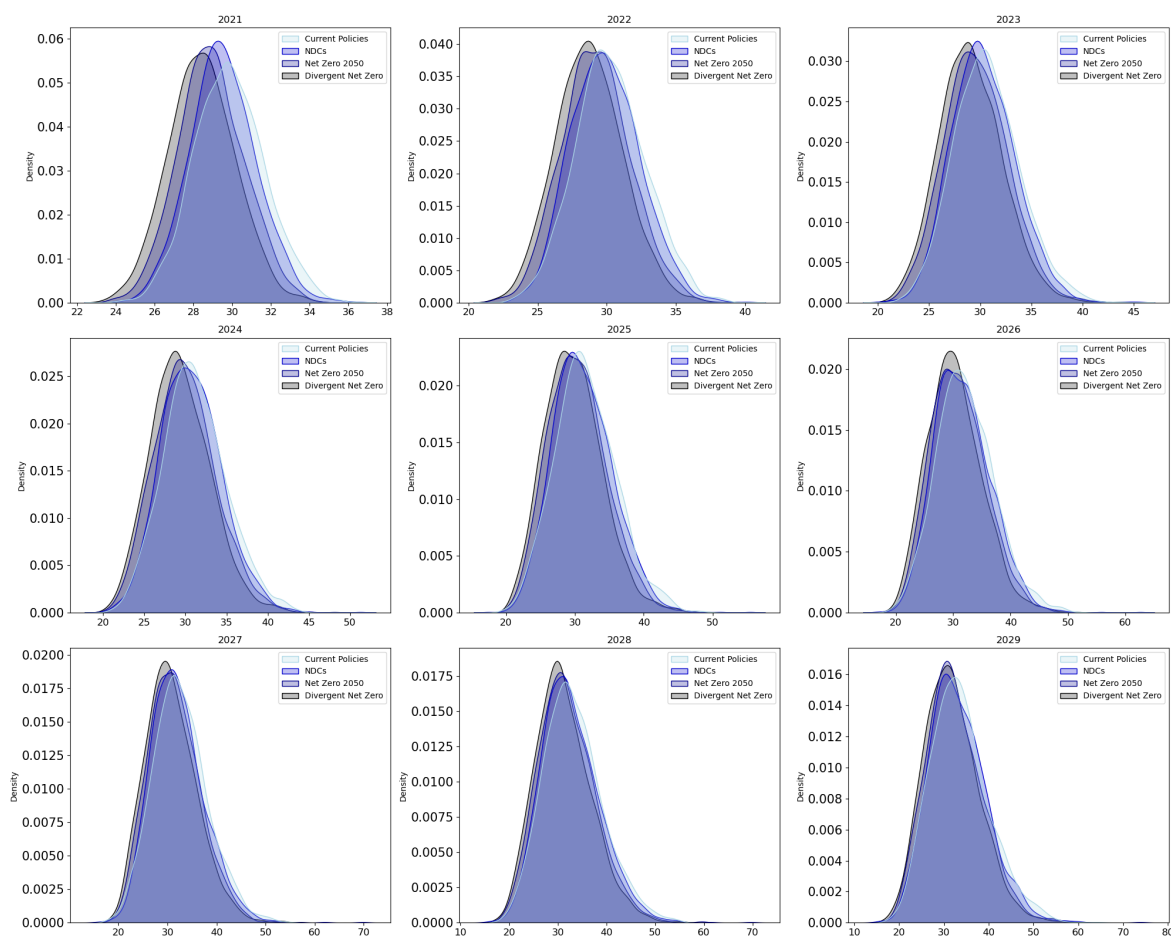 2021
0.06
0.05
0.04
0.03
0.02
0.01
0.00
Density
22 24 26 28 30 32 34 36 38
Current Policies
NDCs
Net Zero 2050
Divergent Net Zero
2022
0.040
0.035
0.030
0.025
0.020
0.015
0.010
0.005
0.000
Density
20 25 30 35 40
Current Policies
NDCs
Net Zero 2050
Divergent Net Zero
2023
0.030
0.025
0.020
0.015
0.010
0.005
0.000
Density
20 25 30 35 40 45
Current Policies
NDCs
Net Zero 2050
Divergent Net Zero
2024
0.025
0.020
0.015
0.010
0.005
0.000
Density
20 25 30 35 40 45 50
Current Policies
NDCs
Net Zero 2050
Divergent Net Zero
2025
0.020
0.015
0.010
0.005
0.000
Density
20 30 40 50
Current Policies
NDCs
Net Zero 2050
Divergent Net Zero
2026
0.020
0.015
0.010
0.005
0.000
Density
20 30 40 50 60
Current Policies
NDCs
Net Zero 2050
Divergent Net Zero
2027
0.0200
0.0175
0.0150
0.0125
0.0100
0.0075
0.0050
0.0025
0.0000
Density
20 30 40 50 60 70
Current Policies
NDCs
Net Zero 2050
Divergent Net Zero
2028
0.0175
0.0150
0.0125
0.0100
0.0075
0.0050
0.0025
0.0000
Density
10 20 30 40 50 60 70
Current Policies
NDCs
Net Zero 2050
Divergent Net Zero
2029
0.016
0.014
0.012
0.010
0.008
0.006
0.004
0.002
0.000
Density
10 20 30 40 50 60 70 80
Current Policies
NDCs
Net Zero 2050
Divergent Net Zero